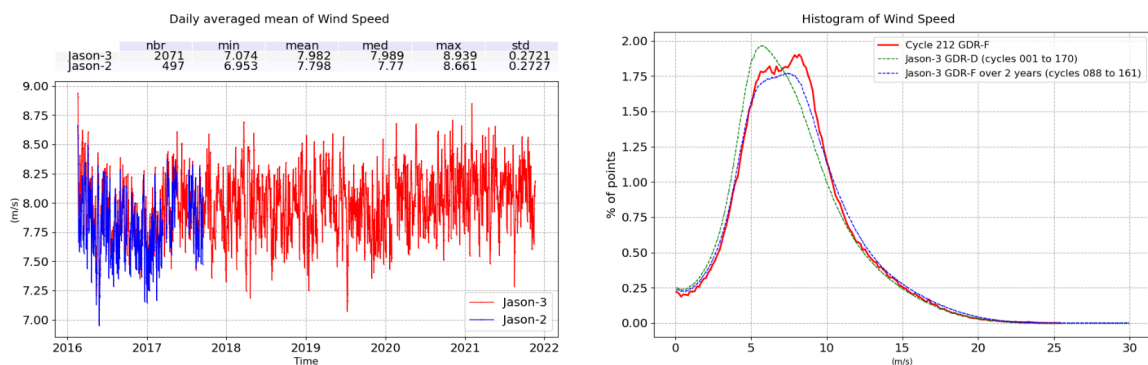 Daily averaged mean of Wind Speed
nbr min mean med max std
Jason-3 2071 7.074 7.982 7.989 8.939 0.2721
Jason-2 497 6.953 7.798 7.77 8.661 0.2727
9.00
8.75
8.50
8.25
8.00
7.75
7.50
7.25
7.00
(m/s)
Jason-3
Jason-2
2016 2017 2018 2019 2020 2021 2022
Time
Histogram of Wind Speed
2.00
1.75
1.50
1.25
1.00
0.75
0.50
0.25
0.00
% of points
Cycle 212 GDR-F
Jason-3 GDR-D (cycles 001 to 170)
Jason-3 GDR-F over 2 years (cycles 088 to 161)
0 5 10 15 20 25 30
(m/s)